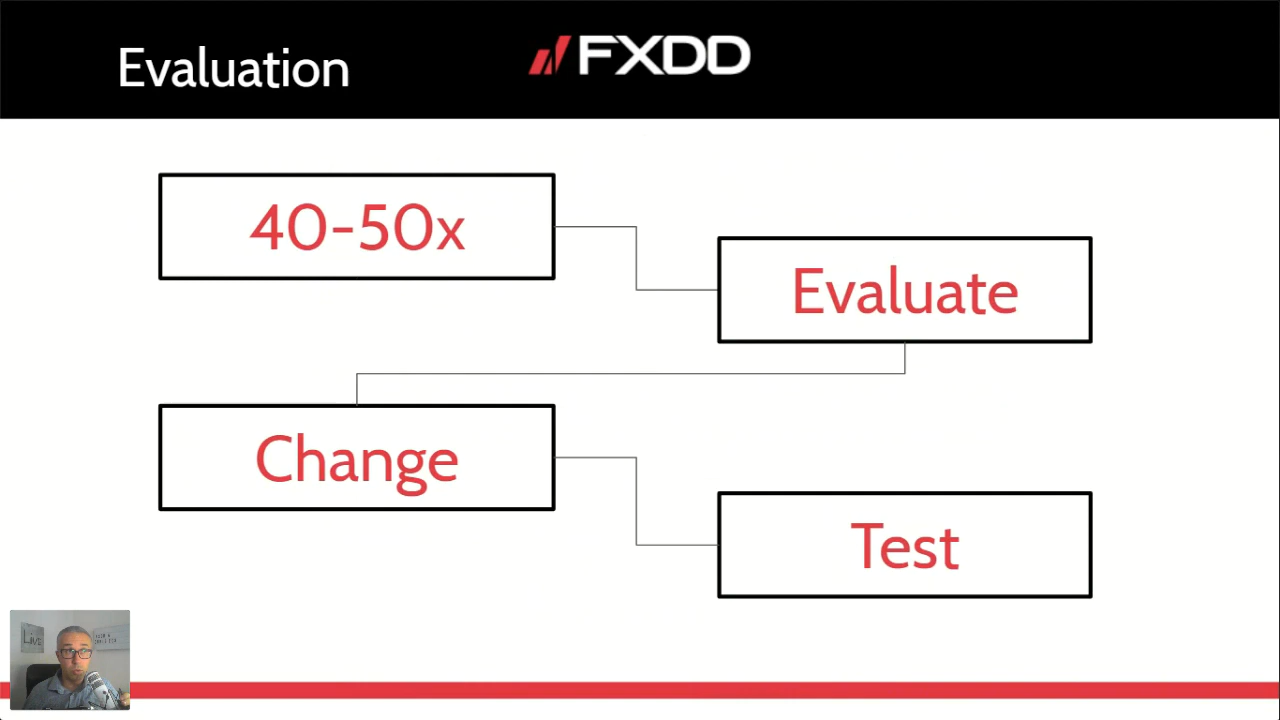 Evaluation
FXDD
40-50x
Evaluate
Change
Test